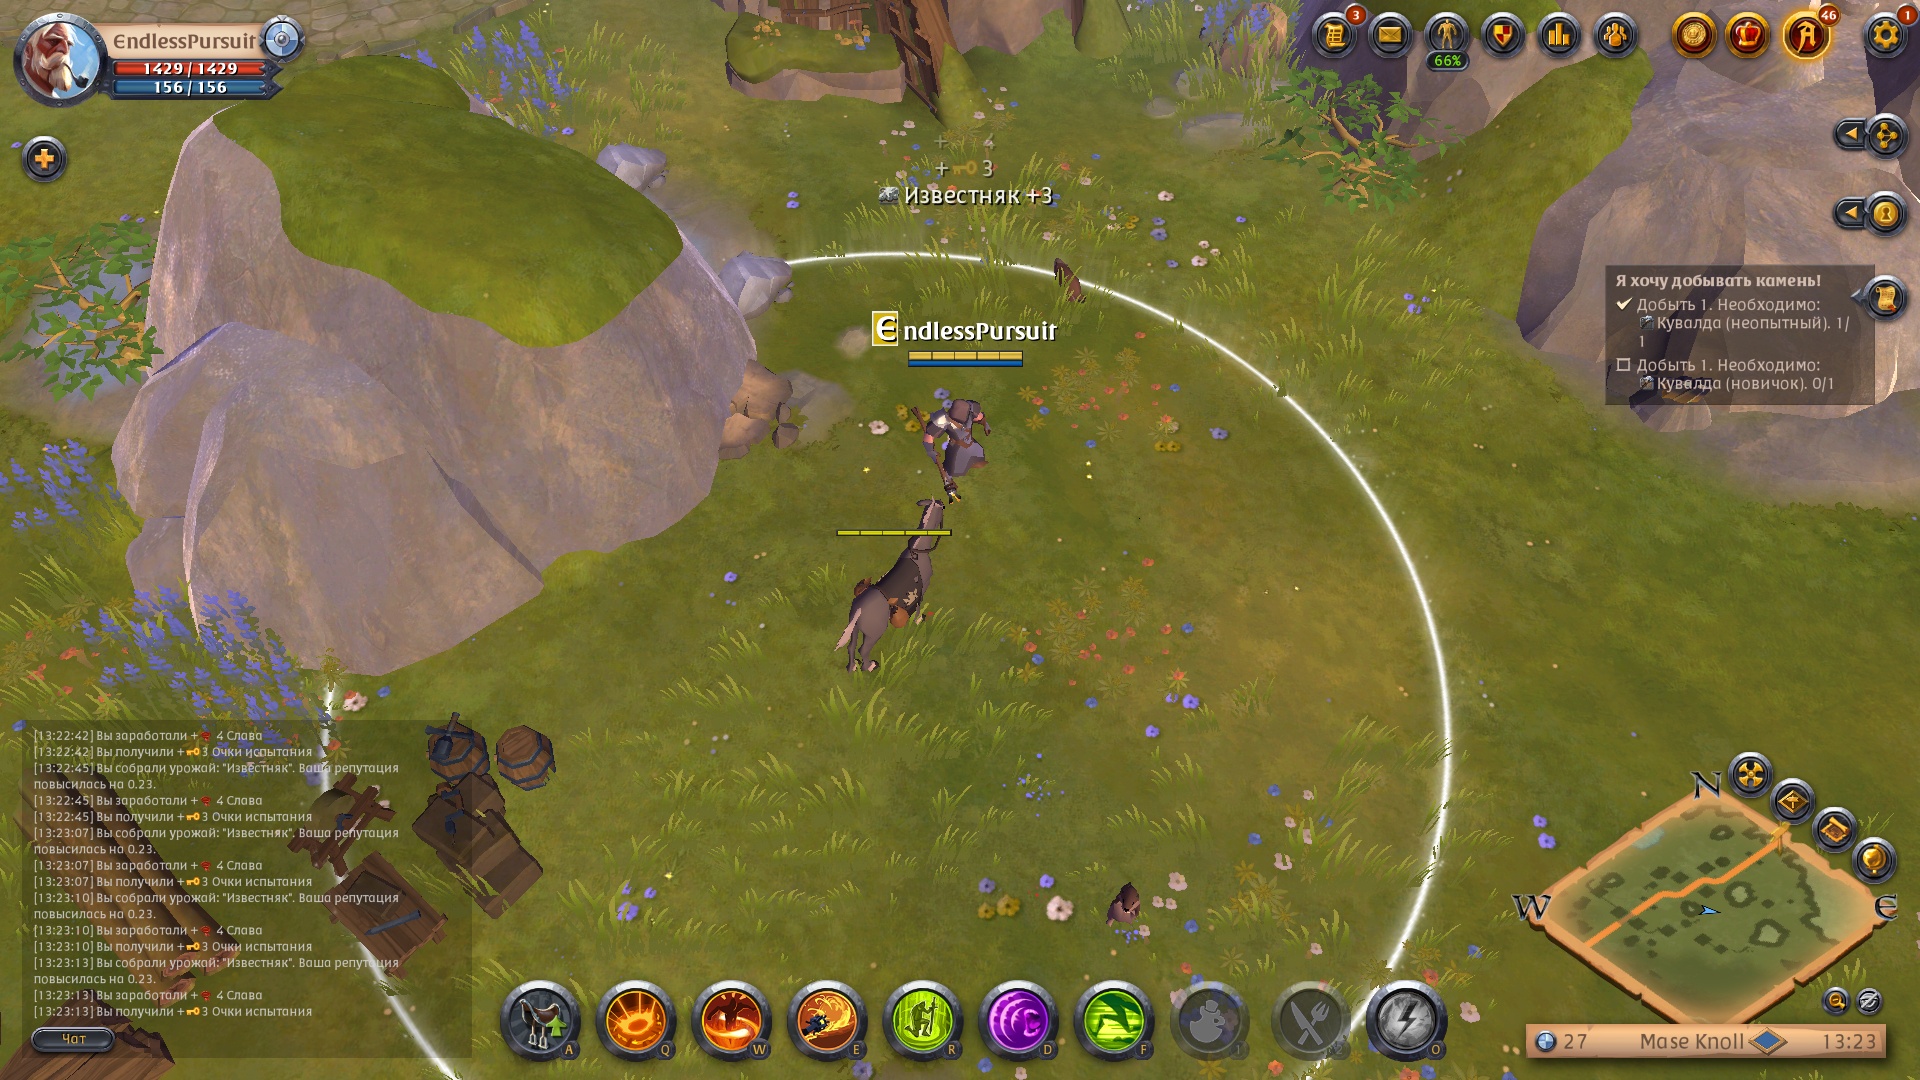 EndlessPursuit
1429 / 1429
156 / 156
3
66%
46
1
+ 4
+ 3
Известняк +3
EndlessPursuit
Я хочу добывать камень!
Добыть 1. Необходимо:
Кувалда (неопытный). 1/
1
Добыть 1. Необходимо:
Кувалда (новичок). 0/1
[13:22:42] Вы заработали + 4 Слава
[13:22:42] Вы получили + 3 Очки испытания
[13:22:45] Вы собрали урожай: "Известняк". Ваша репутация
повысилась на 0.23.
[13:22:45] Вы заработали + 4 Слава
[13:22:45] Вы получили + 3 Очки испытания
[13:23:07] Вы собрали урожай: "Известняк". Ваша репутация
повысилась на 0.23.
[13:23:07] Вы заработали + 4 Слава
[13:23:07] Вы получили + 3 Очки испытания
[13:23:10] Вы собрали урожай: "Известняк". Ваша репутация
повысилась на 0.23.
[13:23:10] Вы заработали + 4 Слава
[13:23:10] Вы получили + 3 Очки испытания
[13:23:13] Вы собрали урожай: "Известняк". Ваша репутация
повысилась на 0.23.
[13:23:13] Вы заработали + 4 Слава
[13:23:13] Вы получили + 3 Очки испытания
Чат
A Q W E R D F 1 2 O
N
W E
27 Mase Knoll 13:23